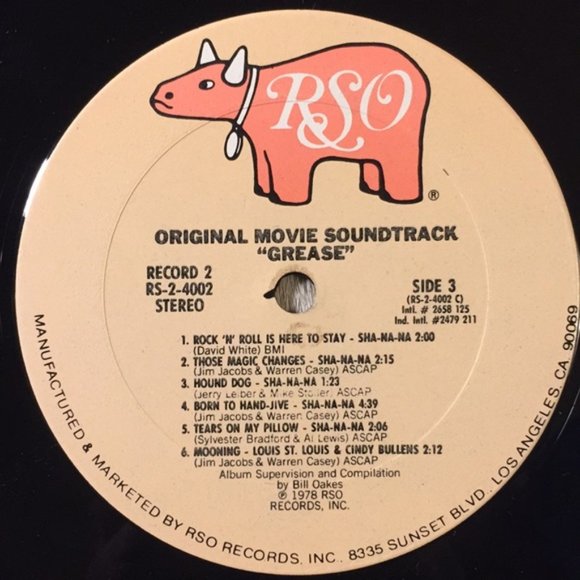 RSO
®
ORIGINAL MOVIE SOUNDTRACK
“GREASE”
RECORD 2
RS-2-4002
STEREO
SIDE 3
(RS-2-4002 C)
Intl. # 2658 125
Ind. Intl. #2479 211
1. ROCK 'N' ROLL IS HERE TO STAY - SHA-NA-NA 2:00
(David White) BMI
2. THOSE MAGIC CHANGES - SHA-NA-NA 2:15
(Jim Jacobs & Warren Casey) ASCAP
3. HOUND DOG - SHA-NA-NA 1:23
(Jerry Leiber & Mike Stoller) ASCAP
4. BORN TO HAND-JIVE - SHA-NA-NA 4:39
(Jim Jacobs & Warren Casey) ASCAP
5. TEARS ON MY PILLOW - SHA-NA-NA 2:06
(Sylvester Bradford & Al Lewis) ASCAP
6. MOONING - LOUIS ST. LOUIS & CINDY BULLENS 2:12
(Jim Jacobs & Warren Casey) ASCAP
Album Supervision and Compilation
by Bill Oakes
℗ 1978 RSO
RECORDS, INC.
MANUFACTURED & MARKETED BY RSO RECORDS, INC., 8335 SUNSET BLVD., LOS ANGELES, CA 90069